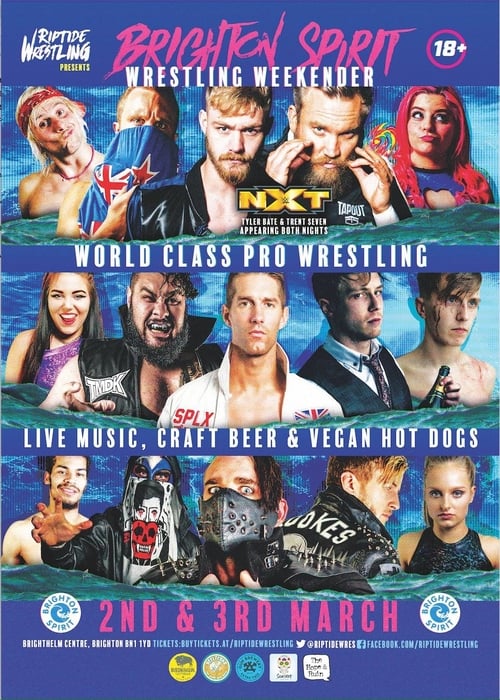 RIPTIDE
WRESTLING
PRESENTS
BRIGHTON SPIRIT
18+
WRESTLING WEEKENDER
NXT
TAPOUT
TYLER BATE & TRENT SEVEN
APPEARING BOTH NIGHTS
WORLD CLASS PRO WRESTLING
TMDK
SPLX
LIVE MUSIC, CRAFT BEER & VEGAN HOT DOGS
JOKES
BRIGHTON
SPIRIT
2ND & 3RD MARCH
BRIGHTON
SPIRIT
BRIGHTHELM CENTRE, BRIGHTON BN1 1YD TICKETS:BUYTICKETS.AT/RIPTIDEWRESTLING @RIPTIDEWRES FACEBOOK.COM/RIPTIDEWRESTLING
The
Hope &
Ruin